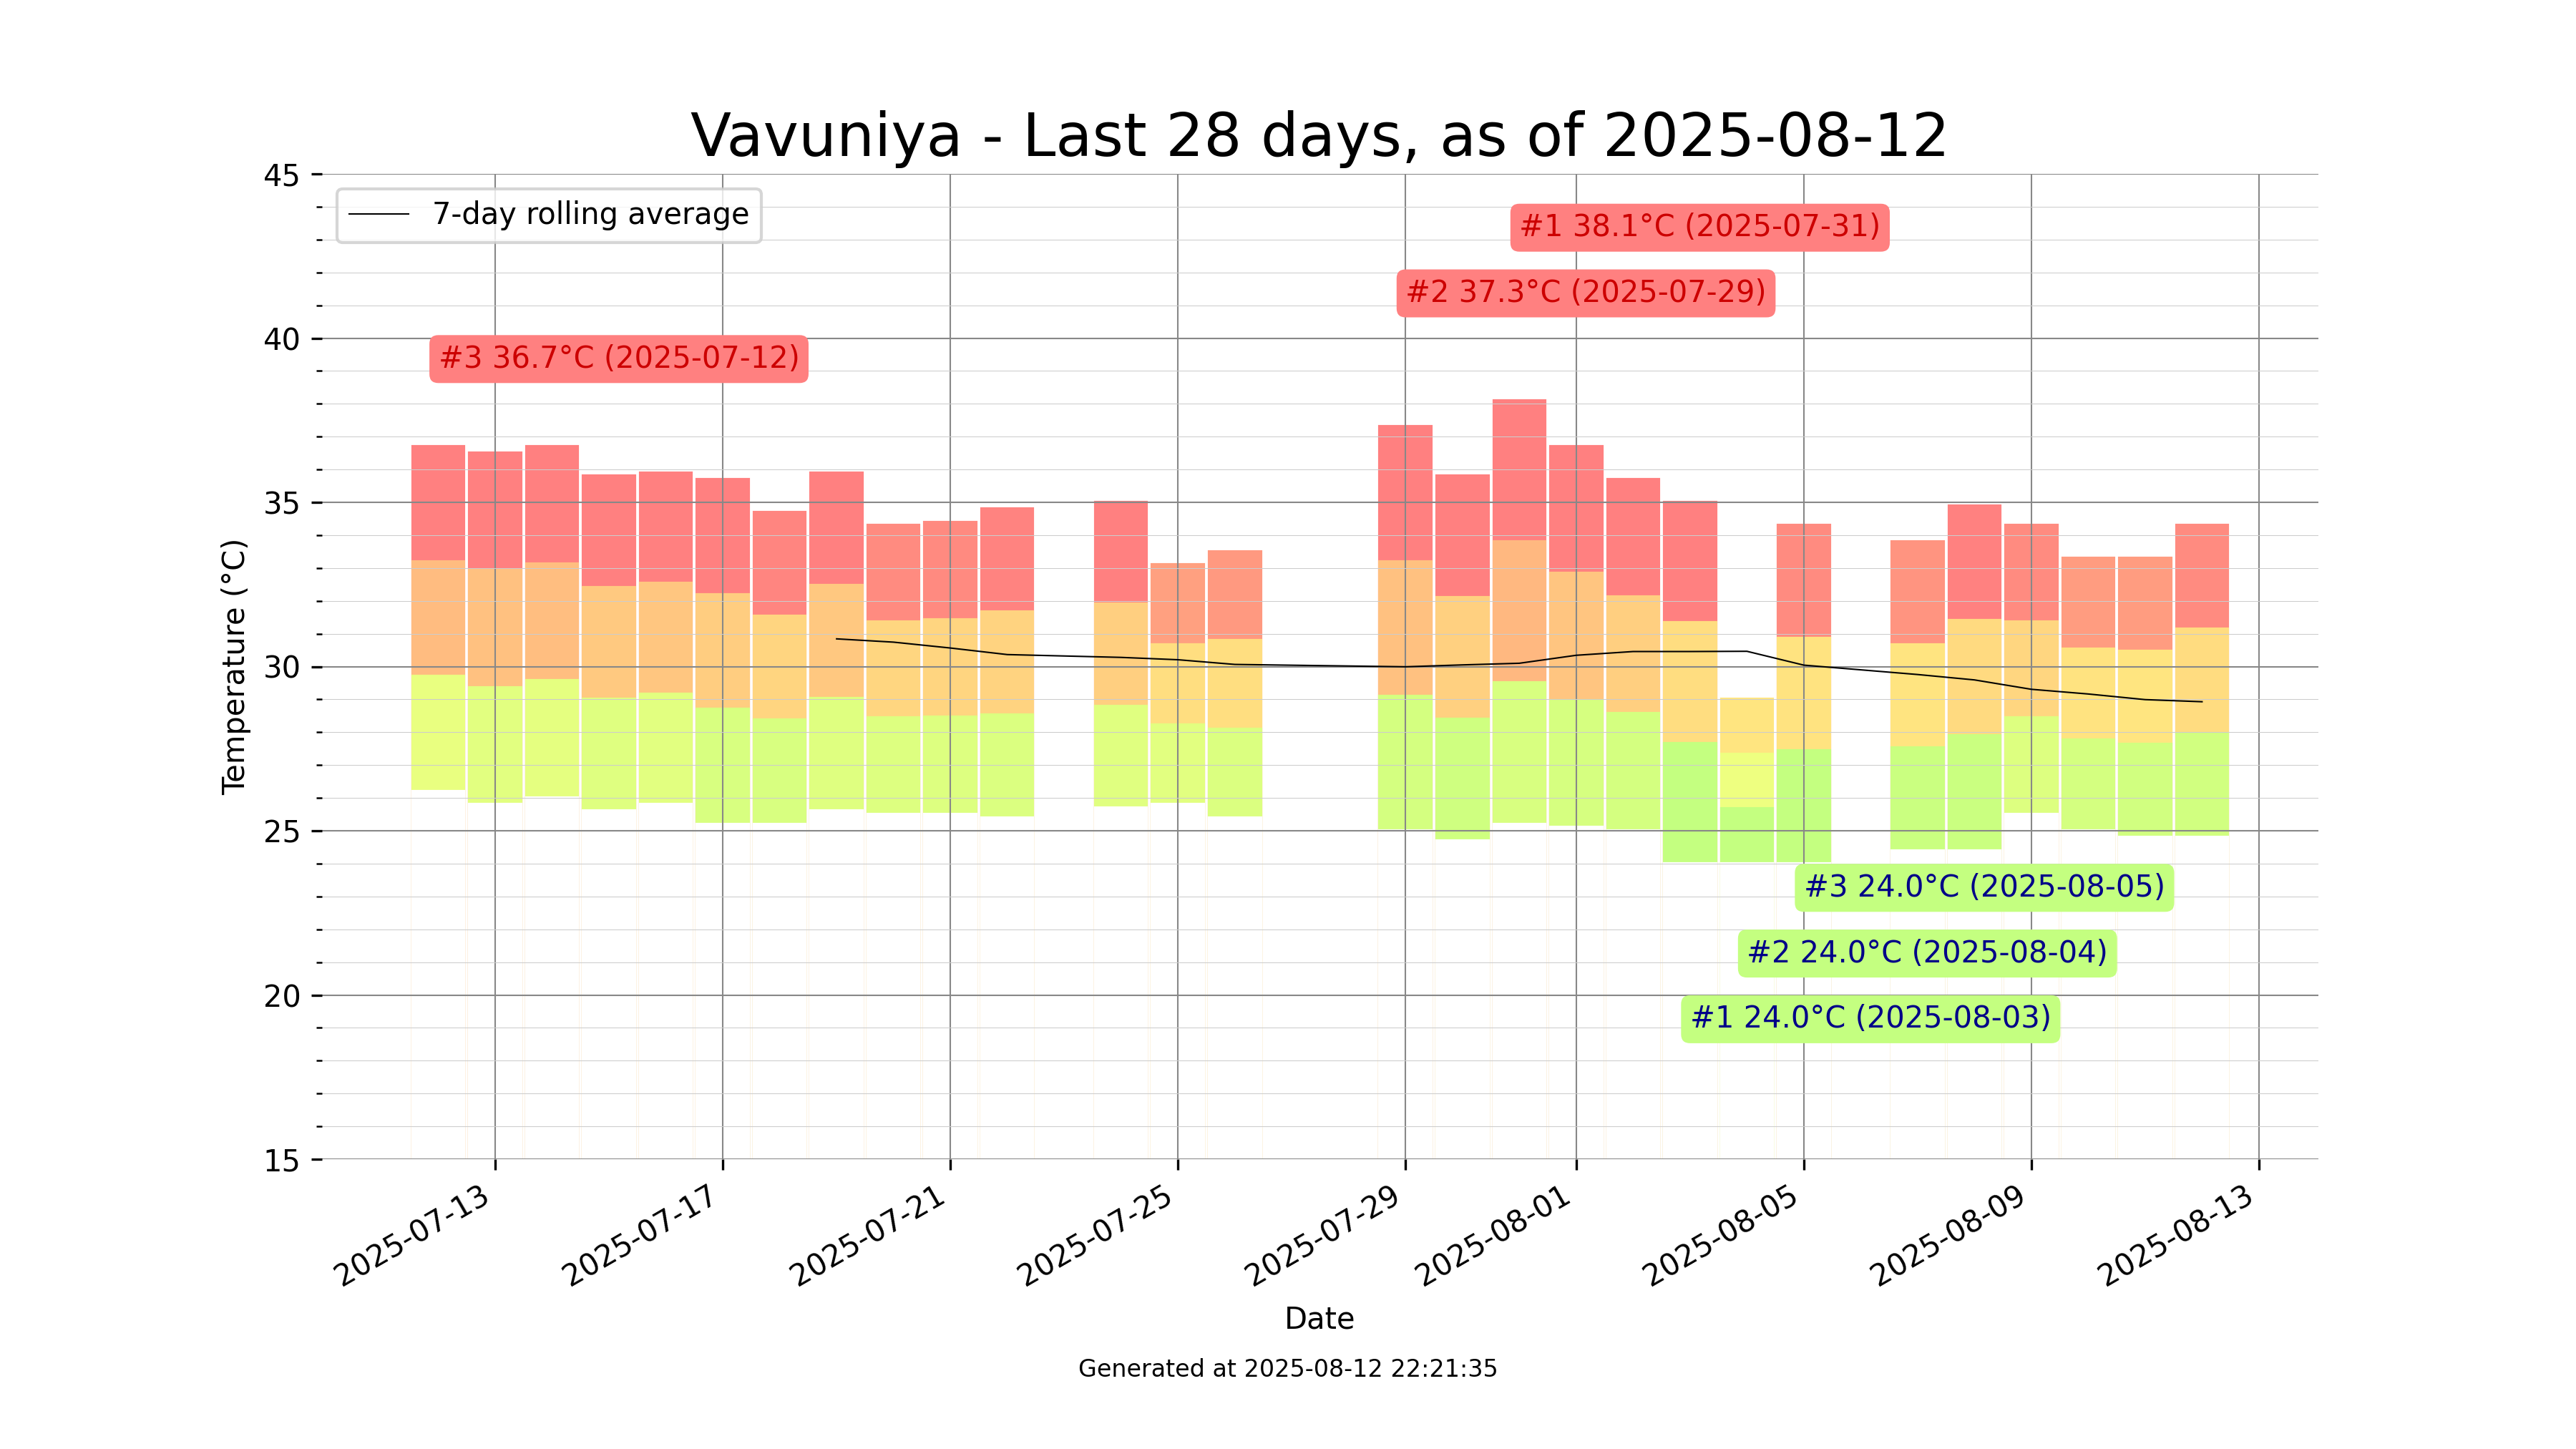 Vavuniya - Last 28 days, as of 2025-08-12
7-day rolling average
#1 38.1°C (2025-07-31)
#2 37.3°C (2025-07-29)
#3 36.7°C (2025-07-12)
#3 24.0°C (2025-08-05)
#2 24.0°C (2025-08-04)
#1 24.0°C (2025-08-03)
Temperature (°C)
45
40
35
30
25
20
15
2025-07-13
2025-07-17
2025-07-21
2025-07-25
2025-07-29
2025-08-01
2025-08-05
2025-08-09
2025-08-13
Date
Generated at 2025-08-12 22:21:35